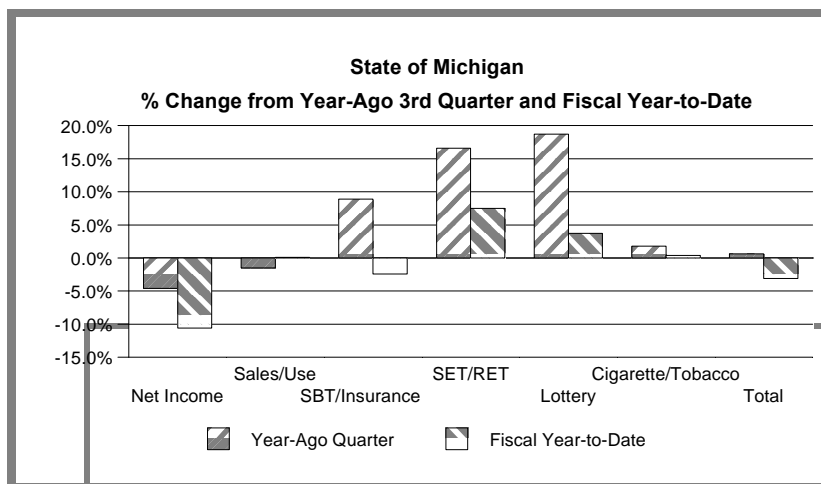 State of Michigan
% Change from Year-Ago 3rd Quarter and Fiscal Year-to-Date
20.0%
15.0%
10.0%
5.0%
0.0%
-5.0%
-10.0%
-15.0%
Sales/Use SET/RET Cigarette/Tobacco
Net Income SBT/Insurance Lottery Total
Year-Ago Quarter Fiscal Year-to-Date